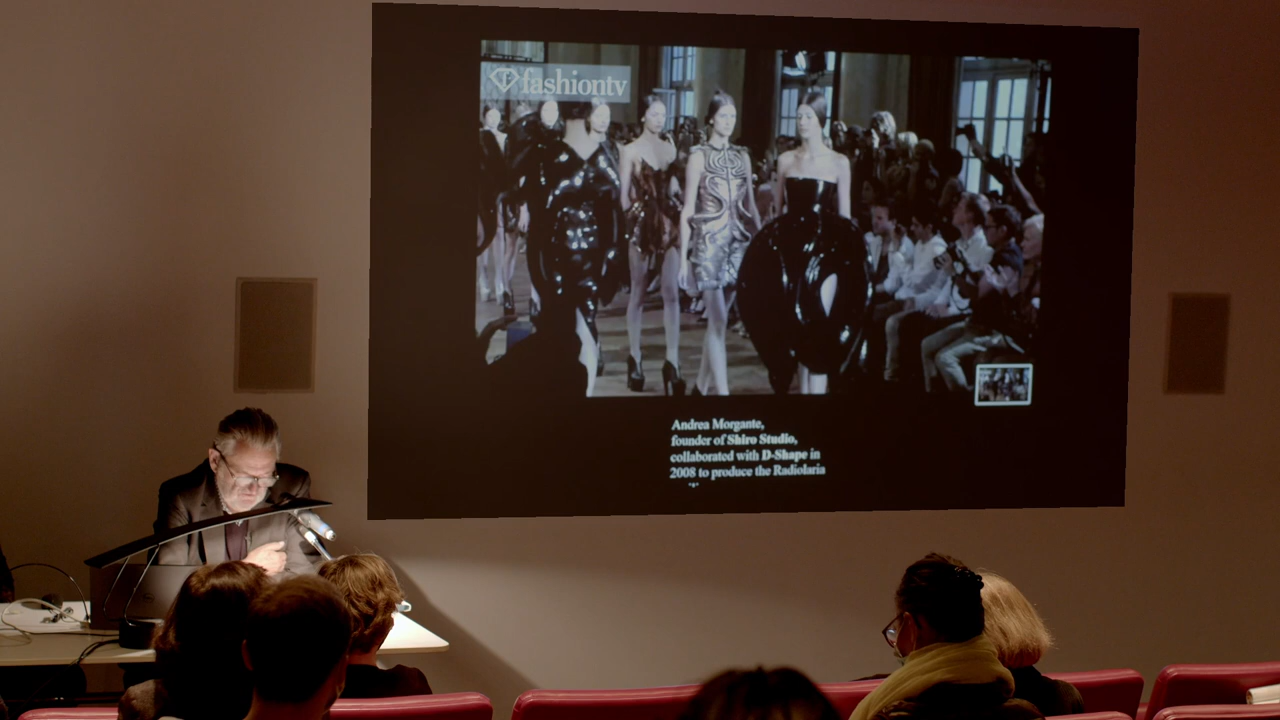 fashiontv
Andrea Morgante,
founder of Shiro Studio,
collaborated with D-Shape in
2008 to produce the Radiolaria